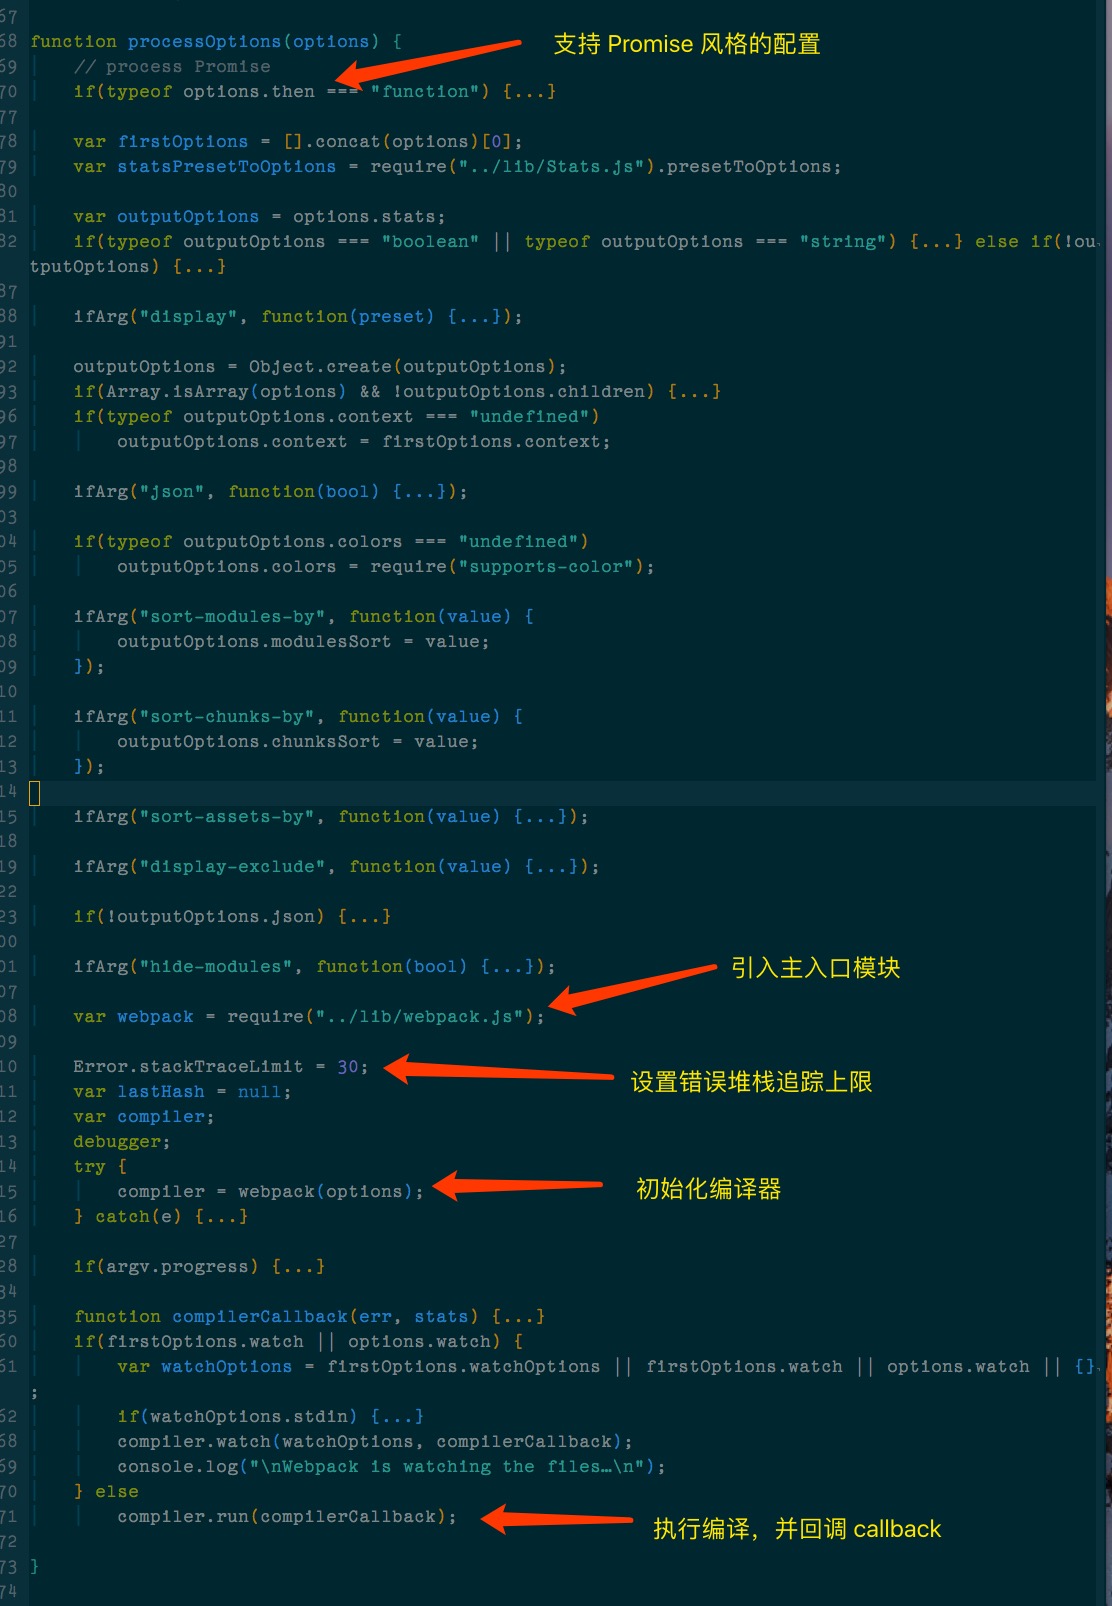 67
68 function processOptions(options) { 支持 Promise 风格的配置
69 // process Promise
70 if(typeof options.then === "function") {...}
77
78 var firstOptions = [].concat(options)[0];
79 var statsPresetToOptions = require("../lib/Stats.js").presetToOptions;
80
81 var outputOptions = options.stats;
82 if(typeof outputOptions === "boolean" || typeof outputOptions === "string") {...} else if(!ou
tputOptions) {...}
87
88 ifArg("display", function(preset) {...});
91
92 outputOptions = Object.create(outputOptions);
93 if(Array.isArray(options) && !outputOptions.children) {...}
96 if(typeof outputOptions.context === "undefined")
97 outputOptions.context = firstOptions.context;
98
99 ifArg("json", function(bool) {...});
03
04 if(typeof outputOptions.colors === "undefined")
05 outputOptions.colors = require("supports-color");
06
07 ifArg("sort-modules-by", function(value) {
08 outputOptions.modulesSort = value;
09 });
10
11 ifArg("sort-chunks-by", function(value) {
12 outputOptions.chunksSort = value;
13 });
14
15 ifArg("sort-assets-by", function(value) {...});
18
19 ifArg("display-exclude", function(value) {...});
22
23 if(!outputOptions.json) {...}
00
01 ifArg("hide-modules", function(bool) {...}); 引入主入口模块
07
08 var webpack = require("../lib/webpack.js");
09
10 Error.stackTraceLimit = 30; 设置错误堆栈追踪上限
11 var lastHash = null;
12 var compiler;
13 debugger;
14 try {
15 compiler = webpack(options); 初始化编译器
16 } catch(e) {...}
27
28 if(argv.progress) {...}
34
35 function compilerCallback(err, stats) {...}
60 if(firstOptions.watch || options.watch) {
61 var watchOptions = firstOptions.watchOptions || firstOptions.watch || options.watch || {}
;
62 if(watchOptions.stdin) {...}
68 compiler.watch(watchOptions, compilerCallback);
69 console.log("\nWebpack is watching the files…\n");
70 } else
71 compiler.run(compilerCallback); 执行编译，并回调 callback
72
73 }
74